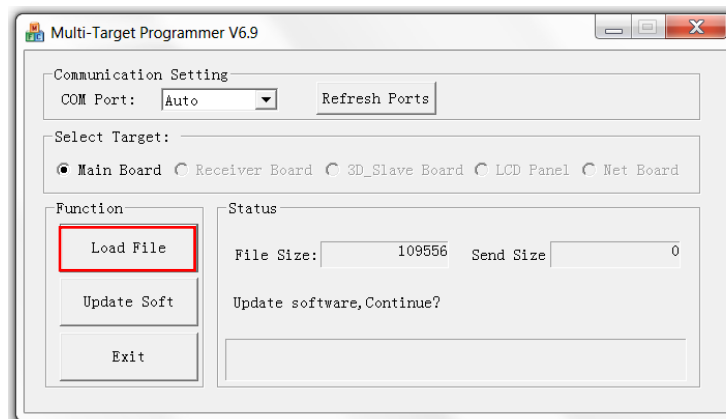 Multi-Target Programmer V6.9
Communication Setting
COM Port: Auto Refresh Ports
Select Target:
Main Board Receiver Board 3D_Slave Board LCD Panel Net Board
Function
Load File
Update Soft
Exit
Status
File Size: 109556 Send Size 0
Update software,Continue?